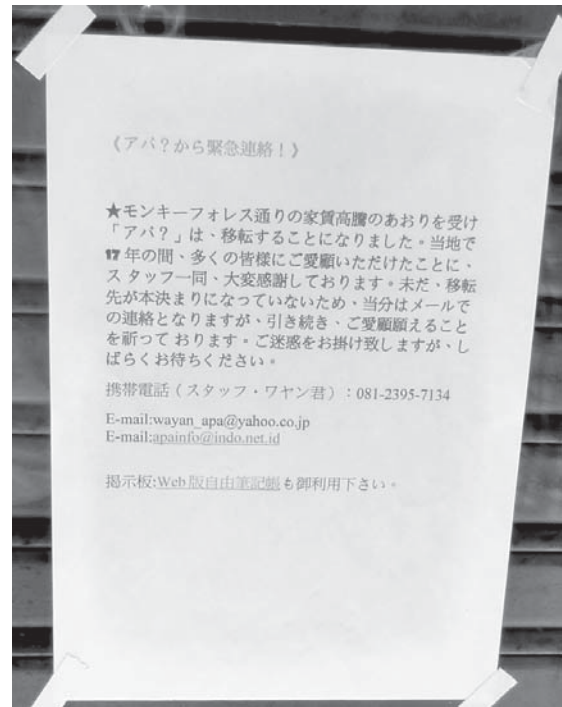 《アパ？から緊急連絡！》
★モンキーフォレス通りの家賃高騰のあおりを受け
「アパ？」は、移転することになりました。当地で
17 年の間、多くの皆様にご愛願いただけたことに、
ス タッフ一同、大変感謝しております。未だ、移転
先が本決まりになっていないため、当分はメールで
の連絡となりますが、引き続き、ご愛願願えること
を祈って おります。ご迷惑をお掛け致しますが、し
ばらくお待ちください。
携帯電話（スタッフ・ワヤン君）：081-2395-7134
E-mail:wayan_apa@yahoo.co.jp
E-mail:apainfo@indo.net.id
掲示板:Web 版自由筆記帳も御利用下さい。